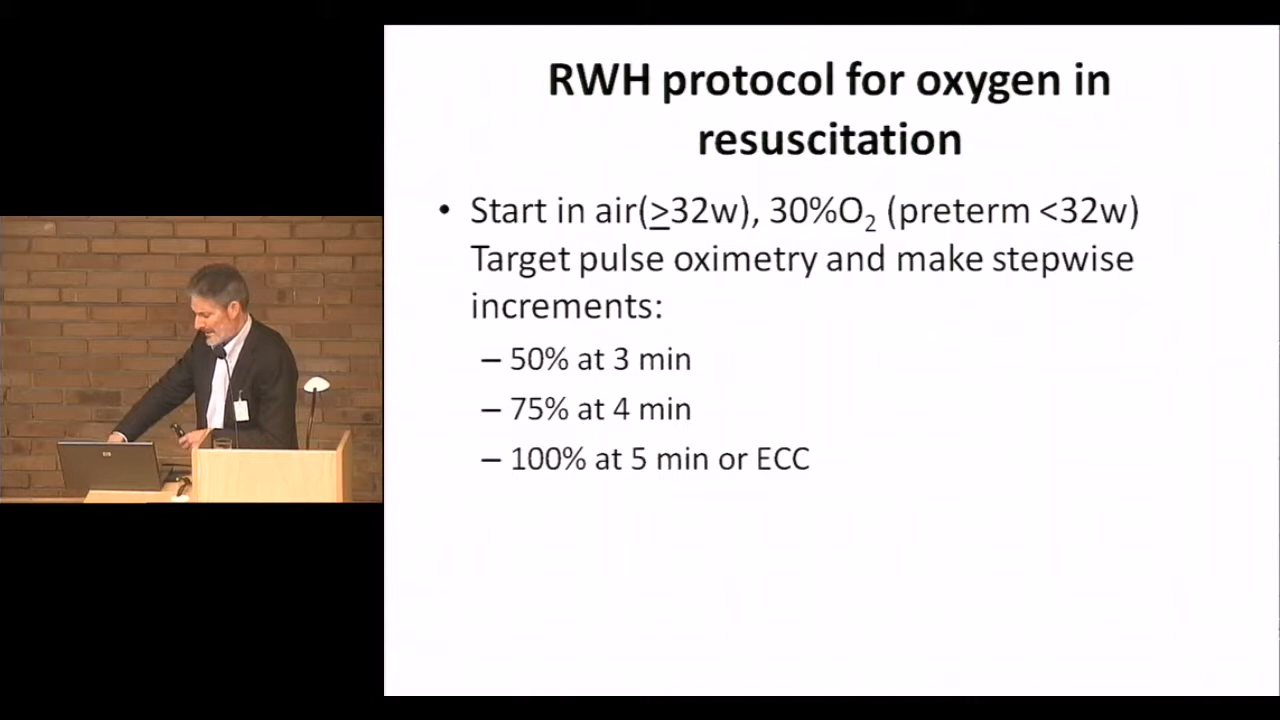 RWH protocol for oxygen in
resuscitation
• Start in air(≥32w), 30%O₂ (preterm <32w)
Target pulse oximetry and make stepwise
increments:
– 50% at 3 min
– 75% at 4 min
– 100% at 5 min or ECC